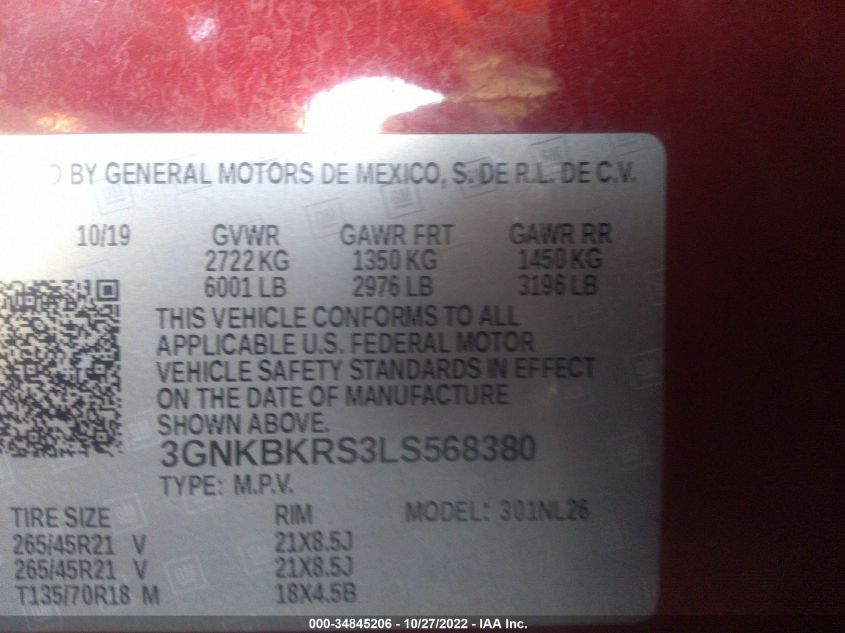 BY GENERAL MOTORS DE MEXICO, S. DE R.L. DE C.V.
10/19 GVWR GAWR FRT GAWR RR
2722 KG 1350 KG 1450 KG
6001 LB 2976 LB 3196 LB
THIS VEHICLE CONFORMS TO ALL
APPLICABLE U.S. FEDERAL MOTOR
VEHICLE SAFETY STANDARDS IN EFFECT
ON THE DATE OF MANUFACTURE
SHOWN ABOVE.
3GNKBKRS3LS568380
TYPE: M.P.V.
TIRE SIZE RIM MODEL: 301NL26
265/45R21 V 21X8.5J
265/45R21 V 21X8.5J
T135/70R18 M 18X4.5B
000-34845206 - 10/27/2022 - IAA Inc.